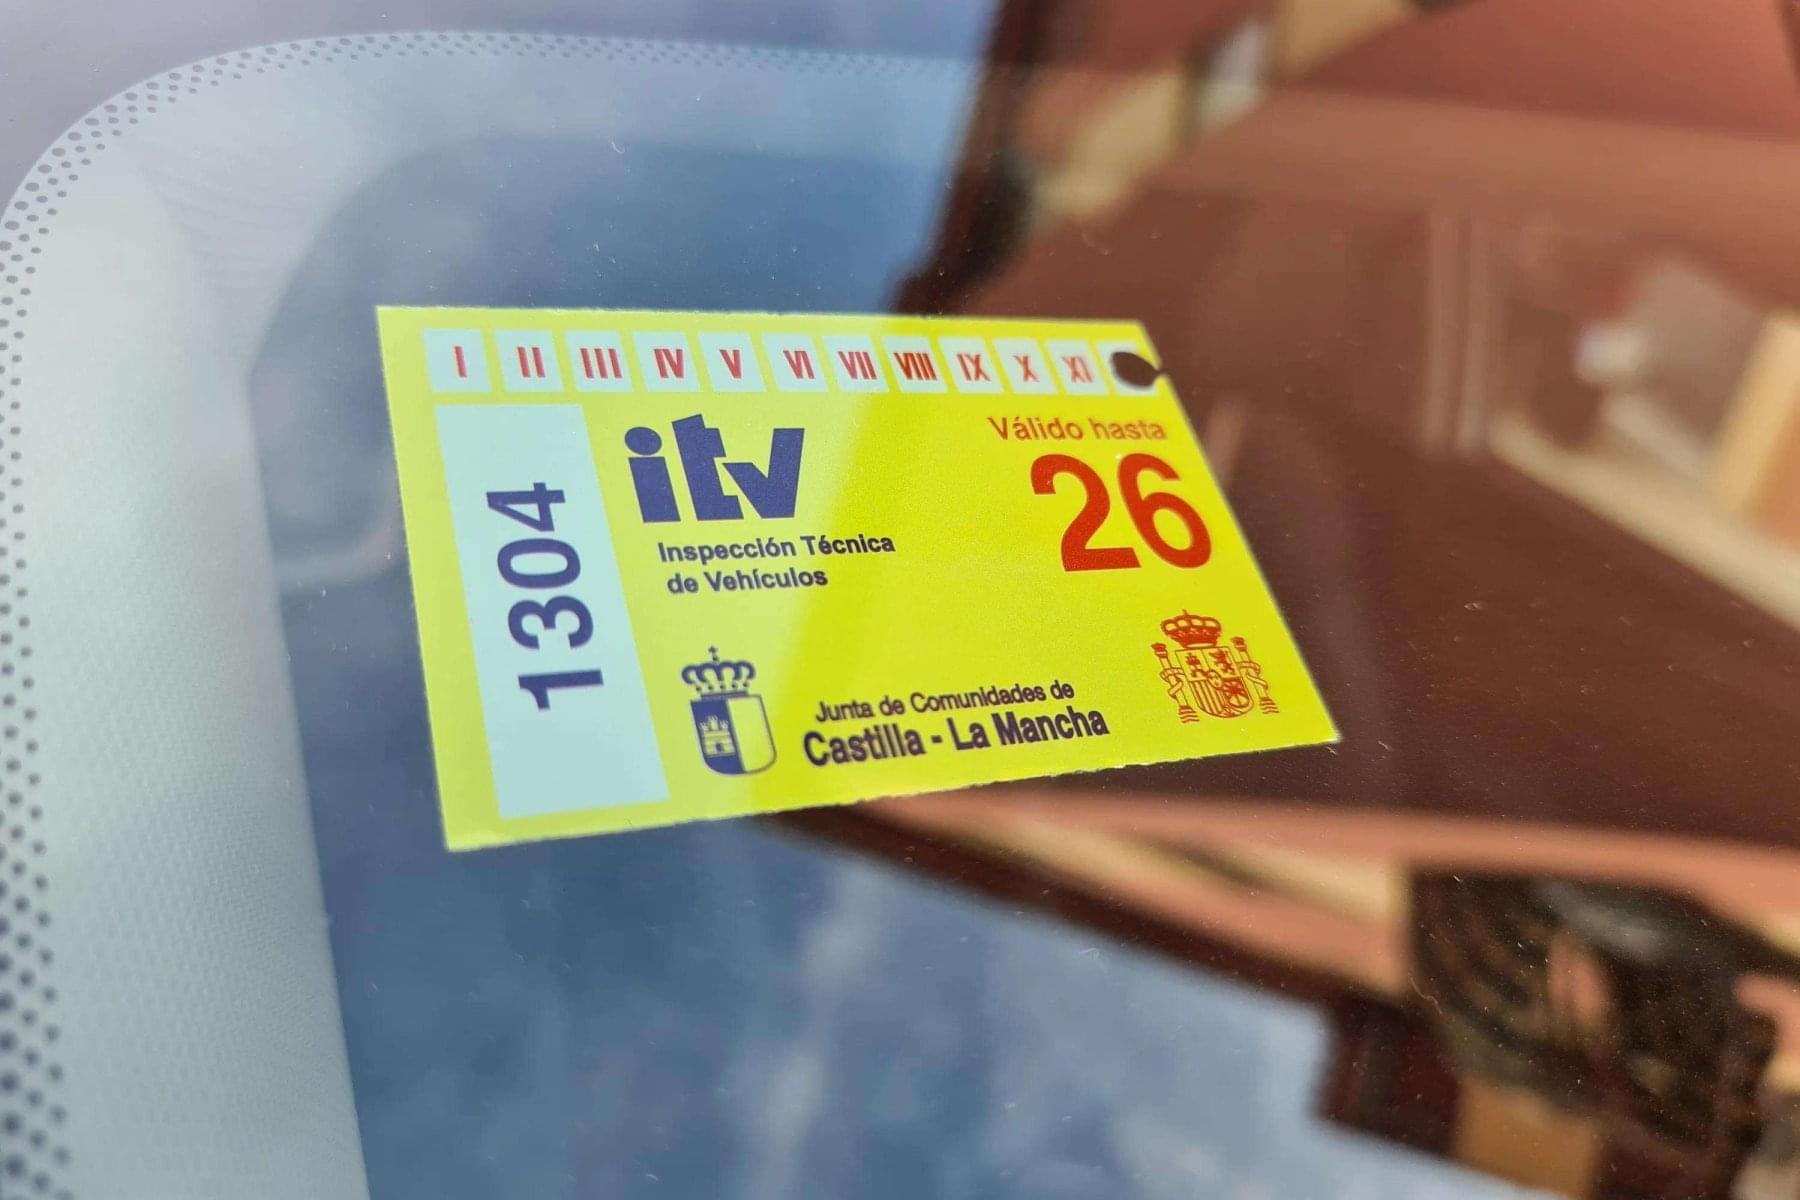 I II III IV V VI VII VIII IX X XI
1304
itv
Inspección Técnica
de Vehículos
Válido hasta
26
Junta de Comunidades de
Castilla - La Mancha